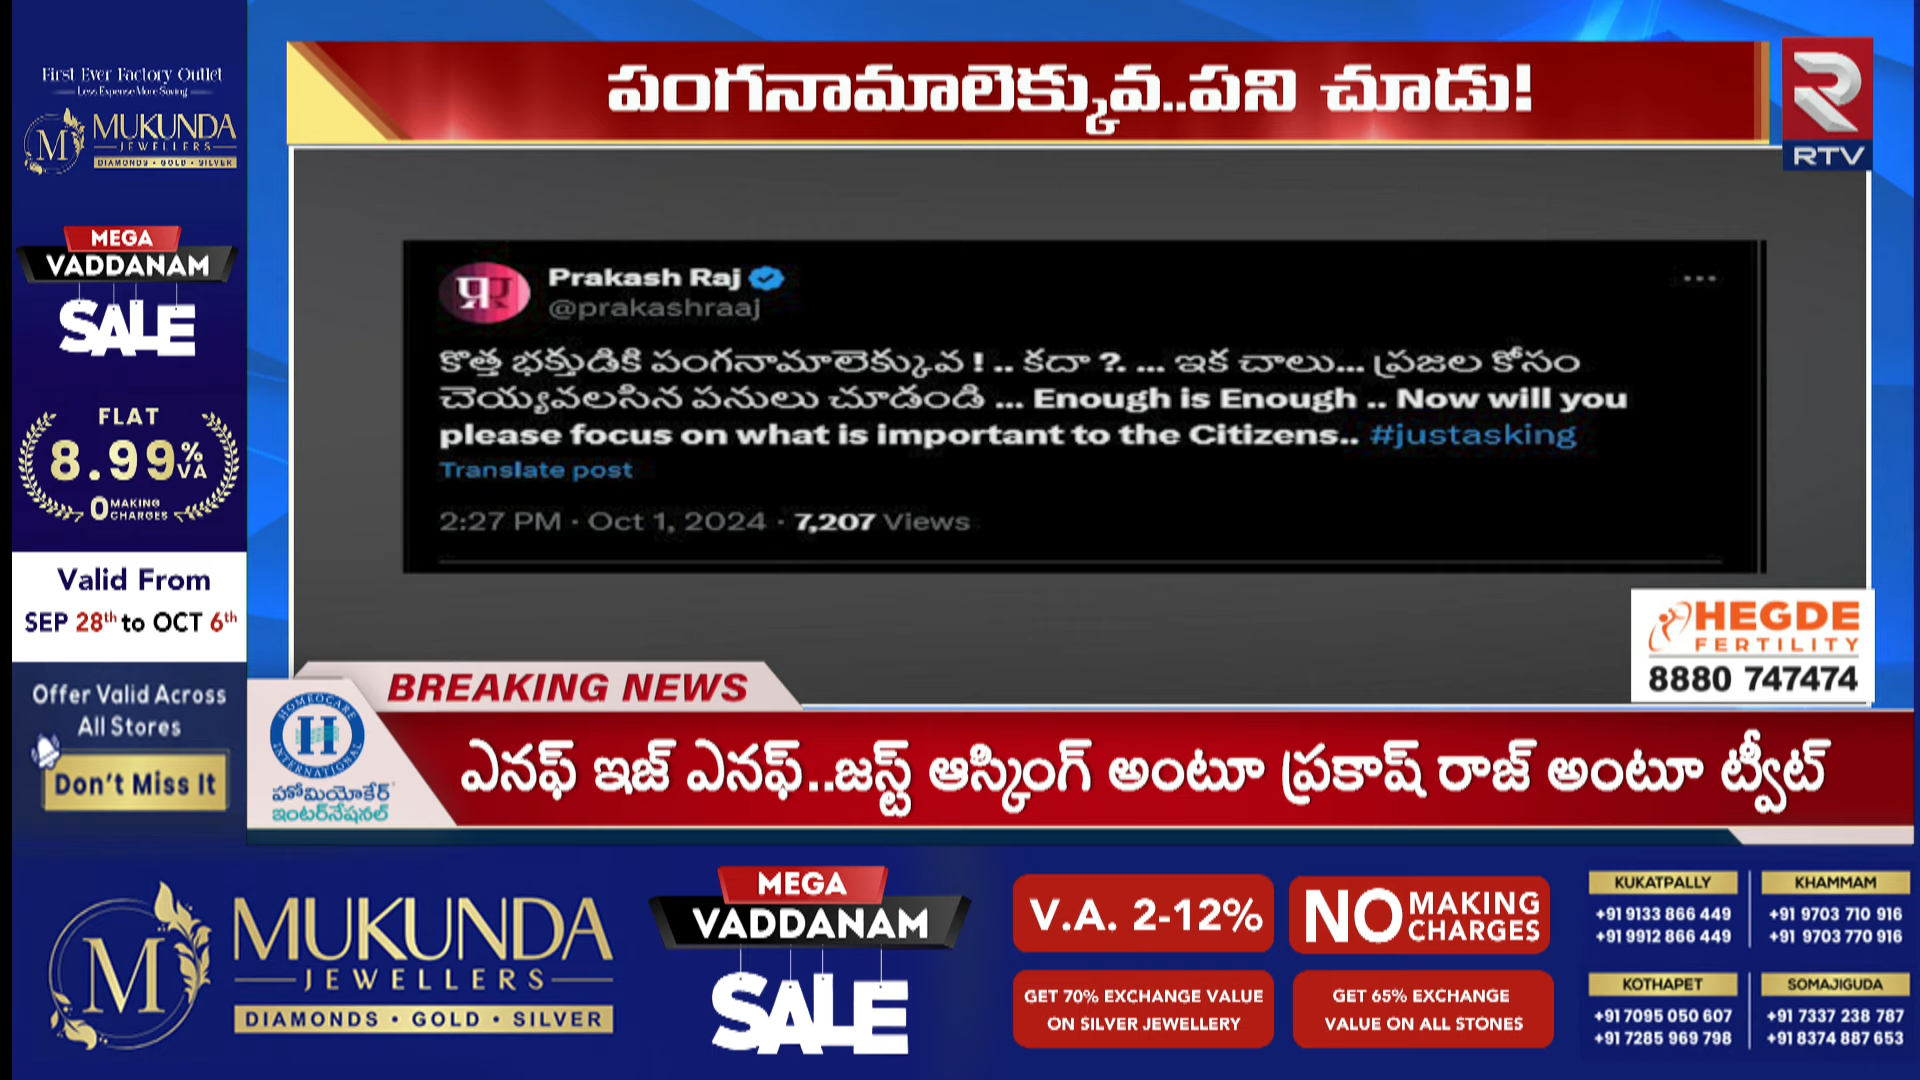 First Ever Factory Outlet
Less Expense More Saving
M
MUKUNDA
JEWELLERS
DIAMONDS • GOLD • SILVER
MEGA
VADDANAM
SALE
FLAT
8.99% VA
0 MAKING CHARGES
Valid From
SEP 28th to OCT 6th
Offer Valid Across
All Stores
Don't Miss It
పంగనామాలెక్కువ..పని చూడు!
RTV
Prakash Raj
@prakashraaj
కొత్త భక్తుడికి పంగనామాలెక్కువ ! .. కదా ?. ... ఇక చాలు... ప్రజల కోసం
చెయ్యవలసిన పనులు చూడండి ... Enough is Enough .. Now will you
please focus on what is important to the Citizens.. #justasking
Translate post
2:27 PM · Oct 1, 2024 · 7,207 Views
HEGDE
FERTILITY
8880 747474
BREAKING NEWS
HOMEOCARE
H
INTERNATIONAL
హోమియోకేర్
ఇంటర్నేషనల్
ఎనఫ్ ఇజ్ ఎనఫ్..జస్ట్ ఆస్కింగ్ అంటూ ప్రకాష్ రాజ్ అంటూ ట్వీట్
M
MUKUNDA
JEWELLERS
DIAMONDS • GOLD • SILVER
MEGA
VADDANAM
SALE
V.A. 2-12%
NO MAKING CHARGES
GET 70% EXCHANGE VALUE
ON SILVER JEWELLERY
GET 65% EXCHANGE
VALUE ON ALL STONES
KUKATPALLY
+91 9133 866 449
+91 9912 866 449
KHAMMAM
+91 9703 710 916
+91 9703 770 916
KOTHAPET
+91 7095 050 607
+91 7285 969 798
SOMAJIGUDA
+91 7337 238 787
+91 8374 887 653